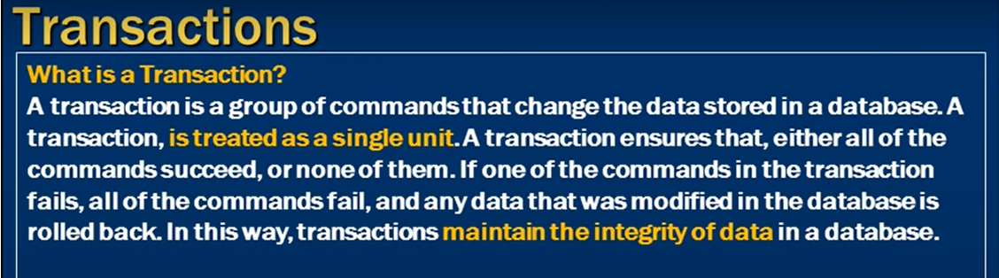 Transactions
What is a Transaction?
A transaction is a group of commands that change the data stored in a database. A
transaction, is treated as a single unit. A transaction ensures that, either all of the
commands succeed, or none of them. If one of the commands in the transaction
fails, all of the commands fail, and any data that was modified in the database is
rolled back. In this way, transactions maintain the integrity of data in a database.